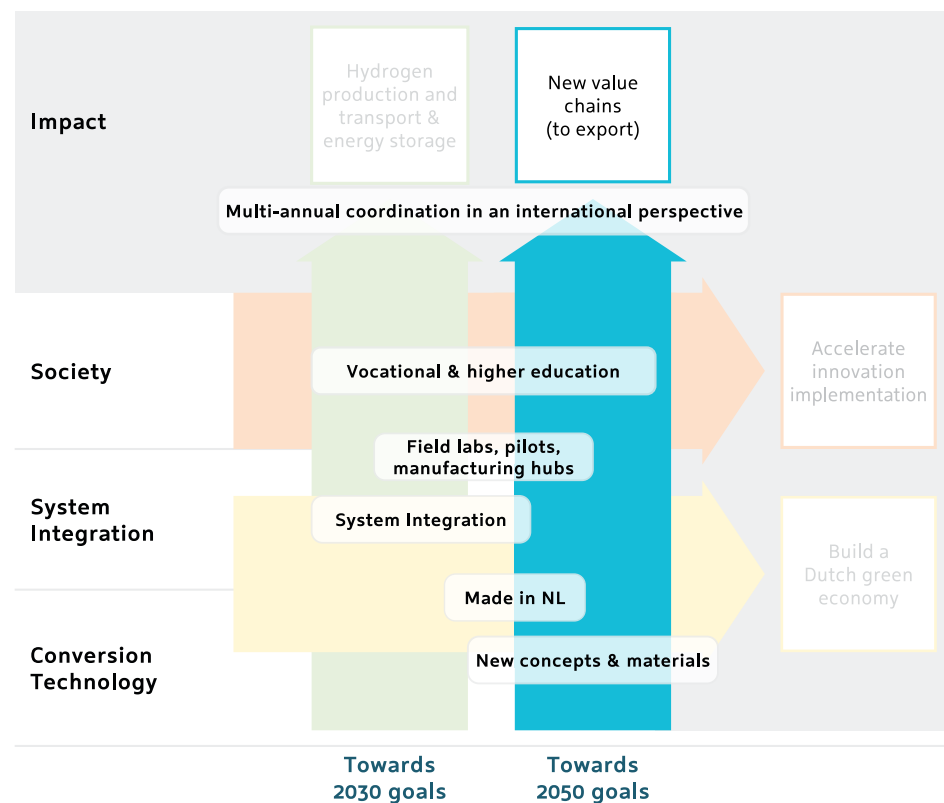 Impact
Hydrogen
production and
transport &
energy storage
New value
chains
(to export)
Multi-annual coordination in an international perspective
Society
Vocational & higher education
Accelerate
innovation
implementation
Field labs, pilots,
manufacturing hubs
System
Integration
System Integration
Build a
Dutch green
economy
Made in NL
Conversion
Technology
New concepts & materials
Towards
2030 goals
Towards
2050 goals